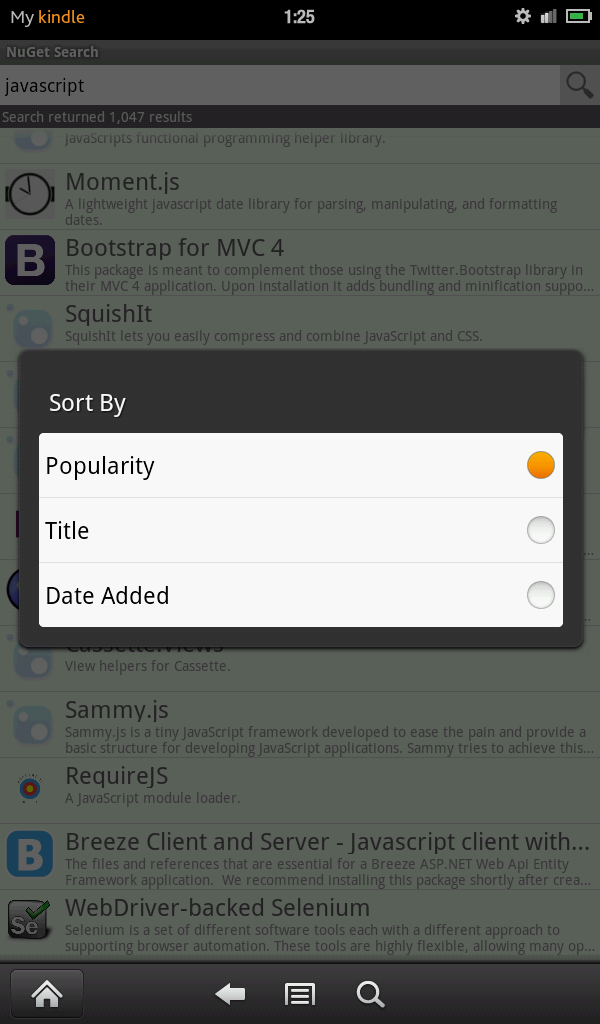 My kindle
1:25
NuGet Search
javascript
Search returned 1,047 results
JavaScripts functional programming helper library.
Moment.js
A lightweight javascript date library for parsing, manipulating, and formatting
dates.
B
Bootstrap for MVC 4
This package is meant to complement those using the Twitter.Bootstrap library in
their MVC 4 application. Upon installation it adds bundling and minification suppo...
SquishIt
SquishIt lets you easily compress and combine JavaScript and CSS.
Sort By
Popularity
Title
Date Added
Cassette.Views
View helpers for Cassette.
Sammy.js
Sammy.js is a tiny JavaScript framework developed to ease the pain and provide a
basic structure for developing JavaScript applications. Sammy tries to achieve this...
RequireJS
A JavaScript module loader.
B
Breeze Client and Server - Javascript client with...
The files and references that are essential for a Breeze ASP.NET Web Api Entity
Framework application. We recommend installing this package shortly after crea...
Se
WebDriver-backed Selenium
Selenium is a set of different software tools each with a different approach to
supporting browser automation. These tools are highly flexible, allowing many op...